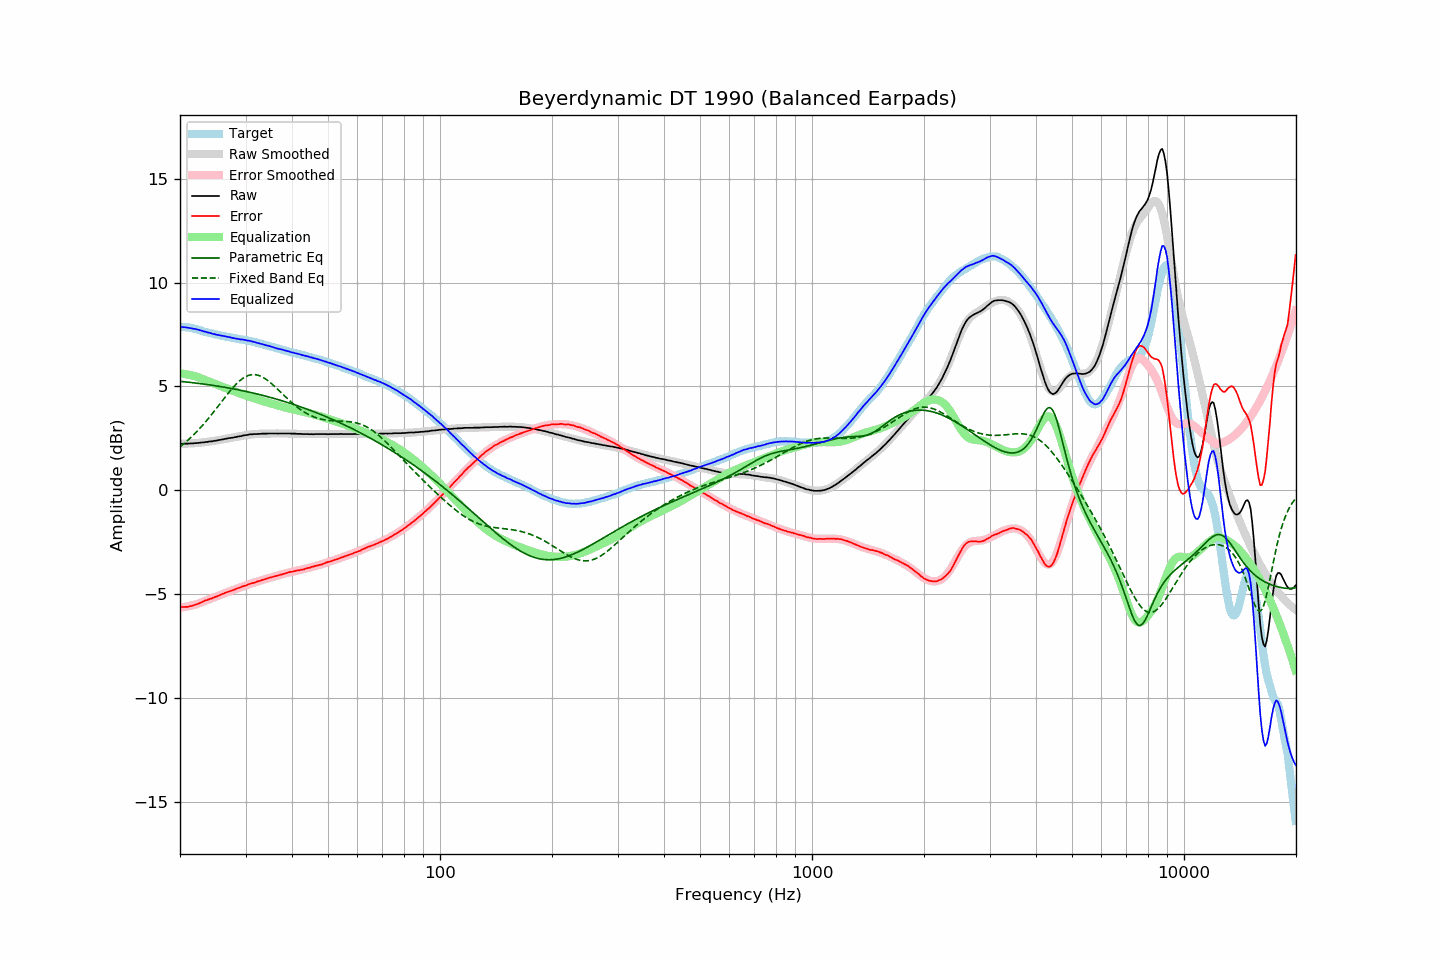 Beyerdynamic DT 1990 (Balanced Earpads)
Target
Raw Smoothed
Error Smoothed
Raw
Error
Equalization
Parametric Eq
Fixed Band Eq
Equalized
15
10
5
0
−5
−10
−15
Amplitude (dBr)
100
1000
10000
Frequency (Hz)